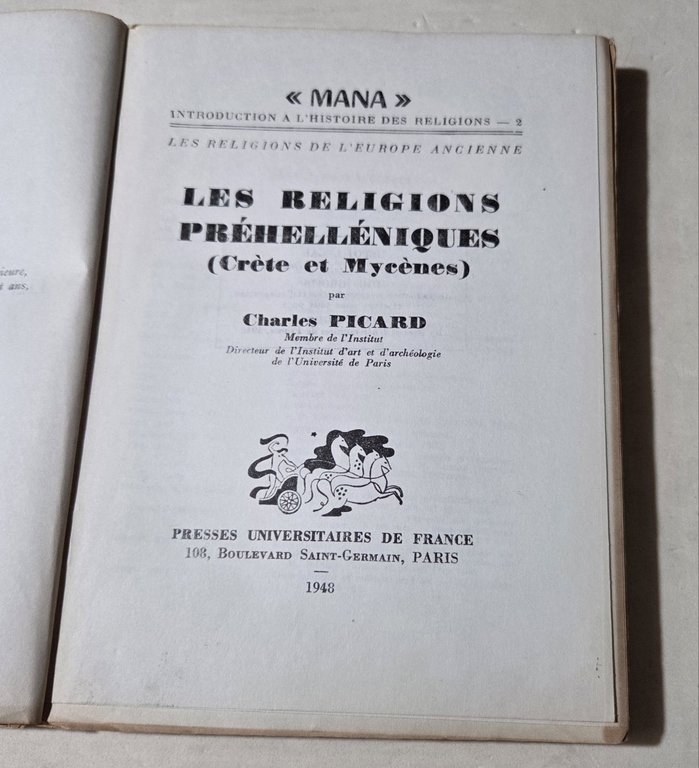 ieure,
i ans,
« MANA »
INTRODUCTION A L'HISTOIRE DES RELIGIONS — 2
LES RELIGIONS DE L'EUROPE ANCIENNE
LES RELIGIONS
PRÉHELLÉNIQUES
(Crète et Mycènes)
par
Charles PICARD
Membre de l'Institut
Directeur de l'Institut d'art et d'archéologie
de l'Université de Paris
PRESSES UNIVERSITAIRES DE FRANCE
108, BOULEVARD SAINT-GERMAIN, PARIS
—
1948